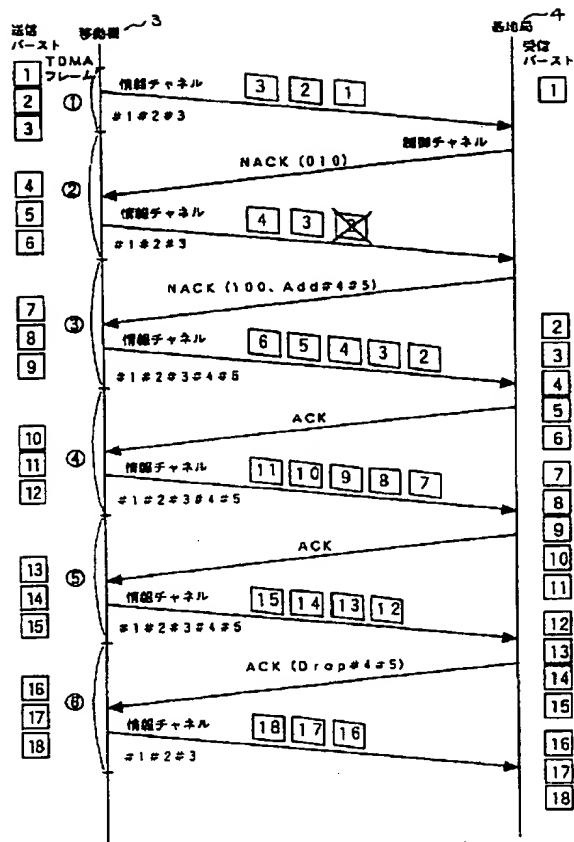 送信
バースト
移動機
3
基地局
4
受信
バースト
TDMA
フレーム
1
2
3
①
情報チャネル
3 2 1
#1#2#3
1
制御チャネル
NACK (010)
4
5
6
②
情報チャネル
4 3
#1#2#3
NACK (100、Add#4#5)
7
8
9
③
情報チャネル
6 5 4 3 2
#1#2#3#4#5
2
3
4
5
6
ACK
10
11
12
④
情報チャネル
11 10 9 8 7
#1#2#3#4#5
7
8
9
10
11
ACK
13
14
15
⑤
情報チャネル
15 14 13 12
#1#2#3#4#5
12
13
14
15
ACK (Drop#4#5)
16
17
18
⑥
情報チャネル
18 17 16
#1#2#3
16
17
18